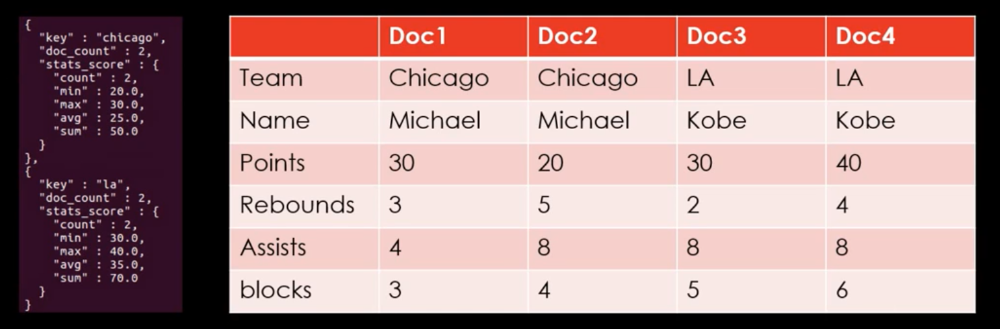 {
"key" : "chicago",
"doc_count" : 2,
"stats_score" : {
"count" : 2,
"min" : 20.0,
"max" : 30.0,
"avg" : 25.0,
"sum" : 50.0
}
},
{
"key" : "la",
"doc_count" : 2,
"stats_score" : {
"count" : 2,
"min" : 30.0,
"max" : 40.0,
"avg" : 35.0,
"sum" : 70.0
}
}
Doc1 Doc2 Doc3 Doc4
Team Chicago Chicago LA LA
Name Michael Michael Kobe Kobe
Points 30 20 30 40
Rebounds 3 5 2 4
Assists 4 8 8 8
blocks 3 4 5 6